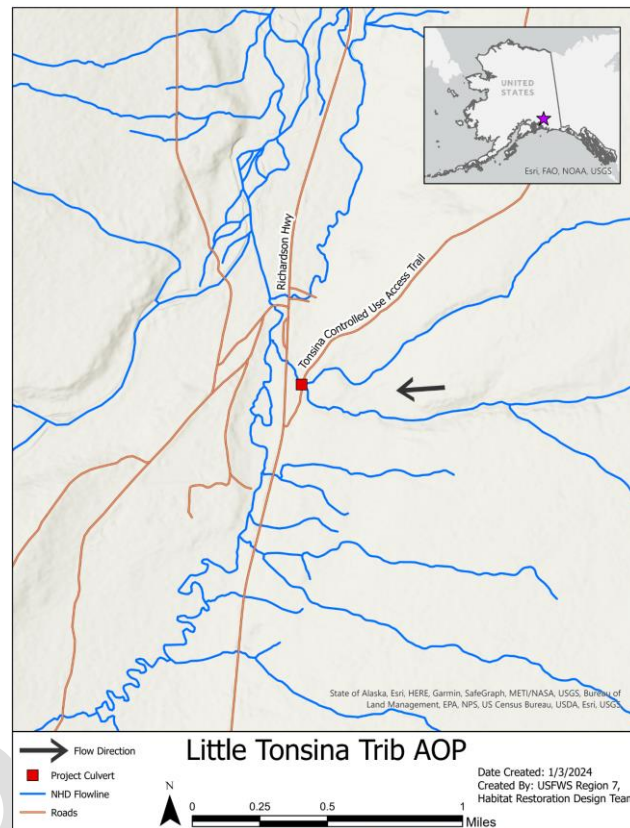 UNITED
STATES
Esri, FAO, NOAA, USGS
Richardson Hwy
Tonsina Controlled Use Access Trail
State of Alaska, Esri, HERE, Garmin, SafeGraph, METI/NASA, USGS, Bureau of
Land Management, EPA, NPS, US Census Bureau, USDA, Esri, USGS
Little Tonsina Trib AOP
Flow Direction
Project Culvert
NHD Flowline
Roads
N
0 0.25 0.5 1
Miles
Date Created: 1/3/2024
Created By: USFWS Region 7,
Habitat Restoration Design Team